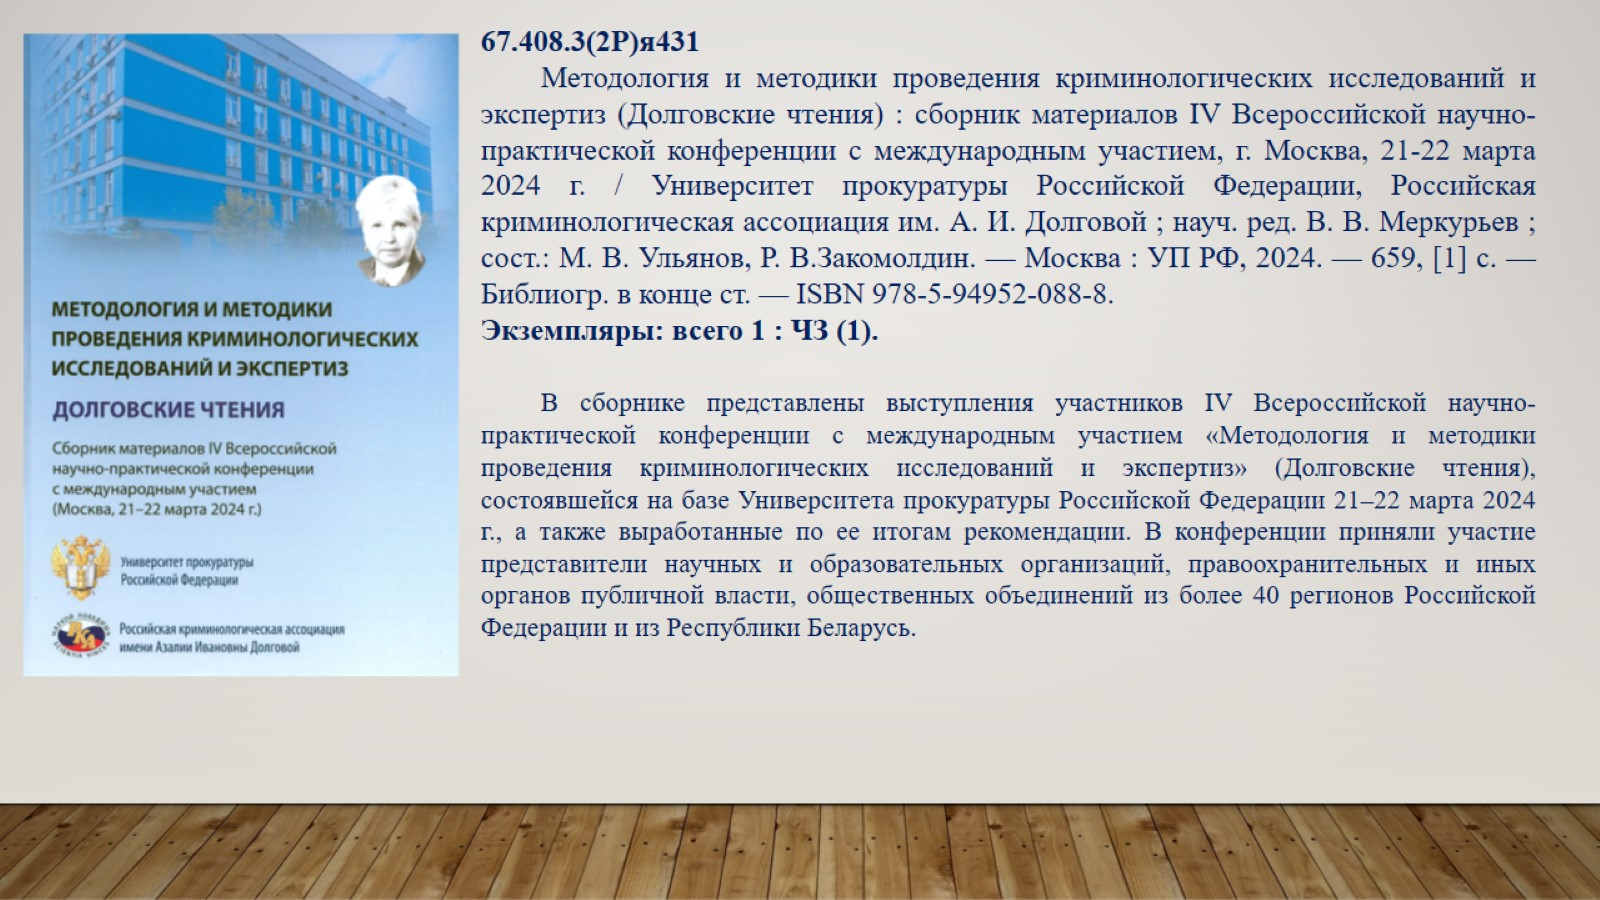 МЕТОДОЛОГИЯ И МЕТОДИКИ
ПРОВЕДЕНИЯ КРИМИНОЛОГИЧЕСКИХ
ИССЛЕДОВАНИЙ И ЭКСПЕРТИЗ
ДОЛГОВСКИЕ ЧТЕНИЯ
Сборник материалов IV Всероссийской
научно-практической конференции
с международным участием
(Москва, 21–22 марта 2024 г.)
Университет прокуратуры
Российской Федерации
Российская криминологическая ассоциация
имени Азалии Ивановны Долговой
67.408.3(2Р)я431
Методология и методики проведения криминологических исследований и
экспертиз (Долговские чтения) : сборник материалов IV Всероссийской научно-
практической конференции с международным участием, г. Москва, 21-22 марта
2024 г. / Университет прокуратуры Российской Федерации, Российская
криминологическая ассоциация им. А. И. Долговой ; науч. ред. В. В. Меркурьев ;
сост.: М. В. Ульянов, Р. В.Закомолдин. — Москва : УП РФ, 2024. — 659, [1] с. —
Библиогр. в конце ст. — ISBN 978-5-94952-088-8.
Экземпляры: всего 1 : ЧЗ (1).
В сборнике представлены выступления участников IV Всероссийской научно-
практической конференции с международным участием «Методология и методики
проведения криминологических исследований и экспертиз» (Долговские чтения),
состоявшейся на базе Университета прокуратуры Российской Федерации 21–22 марта 2024
г., а также выработанные по ее итогам рекомендации. В конференции приняли участие
представители научных и образовательных организаций, правоохранительных и иных
органов публичной власти, общественных объединений из более 40 регионов Российской
Федерации и из Республики Беларусь.